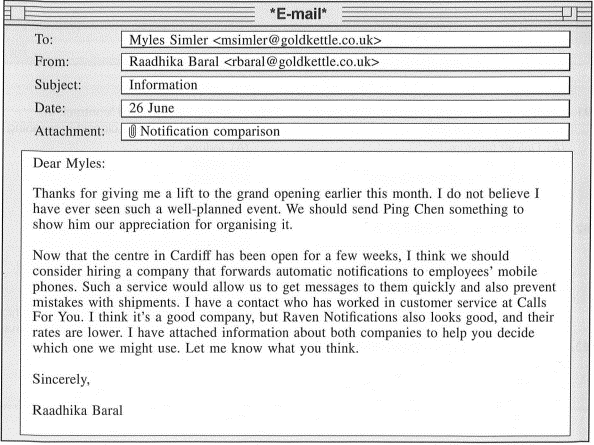 *E-mail*
To: Myles Simler <msimler@goldkettle.co.uk>
From: Raadhika Baral <rbaral@goldkettle.co.uk>
Subject: Information
Date: 26 June
Attachment: Notification comparison
Dear Myles:
Thanks for giving me a lift to the grand opening earlier this month. I do not believe I
have ever seen such a well-planned event. We should send Ping Chen something to
show him our appreciation for organising it.
Now that the centre in Cardiff has been open for a few weeks, I think we should
consider hiring a company that forwards automatic notifications to employees' mobile
phones. Such a service would allow us to get messages to them quickly and also prevent
mistakes with shipments. I have a contact who has worked in customer service at Calls
For You. I think it's a good company, but Raven Notifications also looks good, and their
rates are lower. I have attached information about both companies to help you decide
which one we might use. Let me know what you think.
Sincerely,
Raadhika Baral